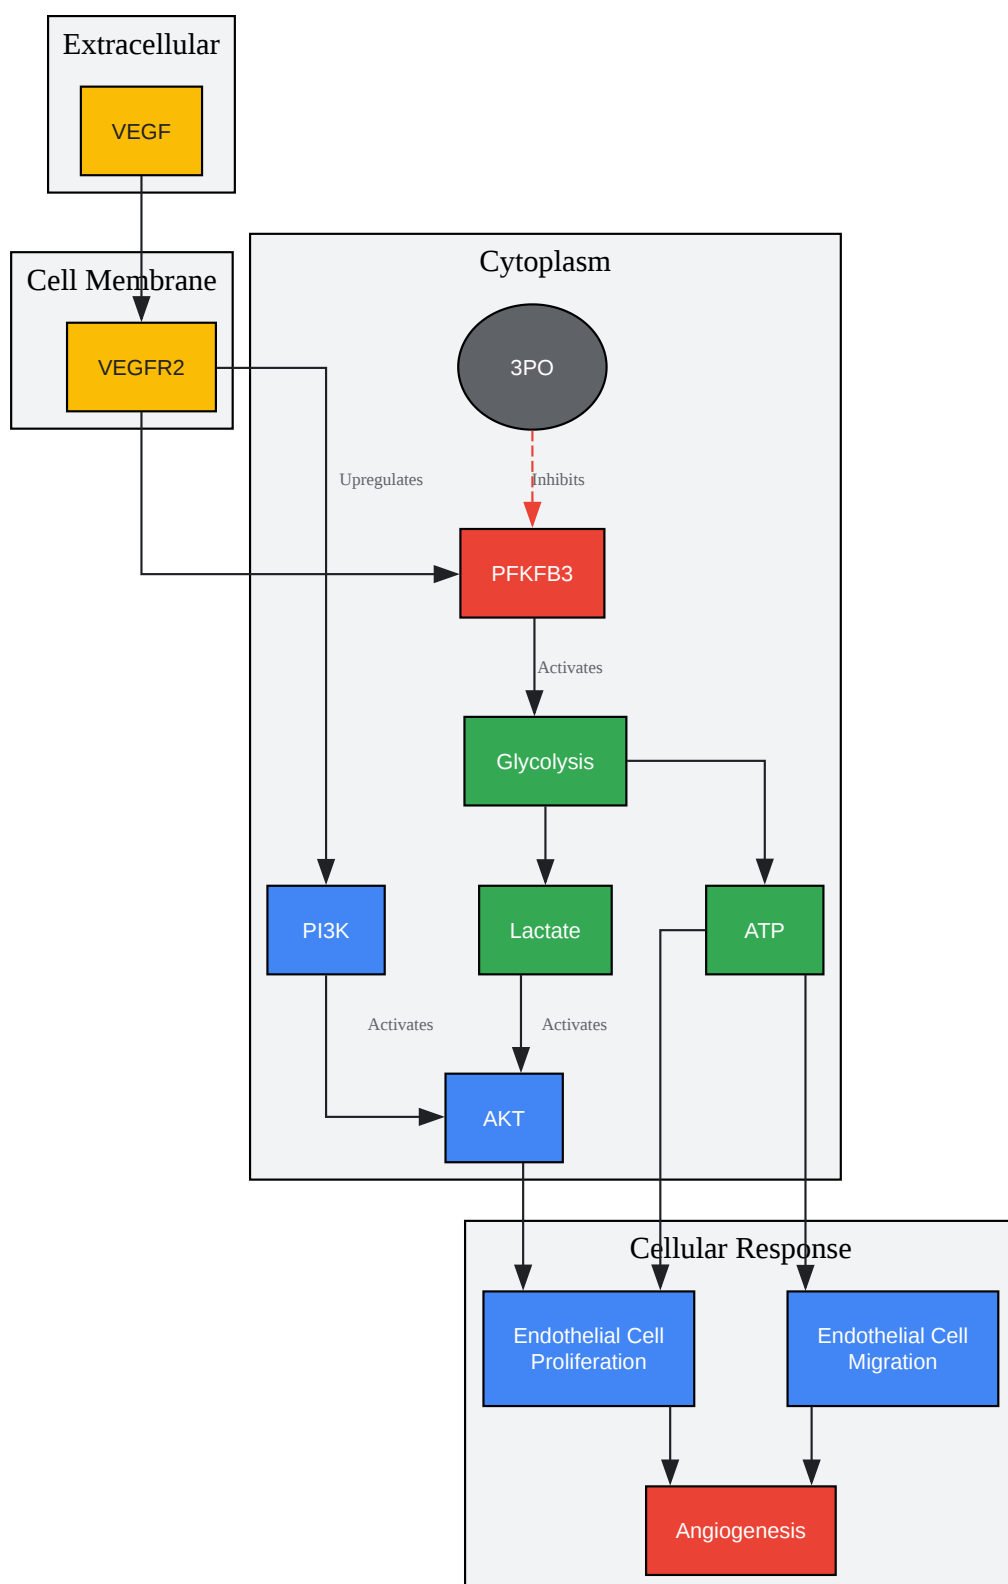 Extracellular
VEGF
Cell Membrane
VEGFR2
Cytoplasm
3PO
Upregulates
Inhibits
PFKFB3
Activates
Glycolysis
PI3K
Lactate
ATP
Activates
Activates
AKT
Cellular Response
Endothelial Cell
Proliferation
Endothelial Cell
Migration
Angiogenesis